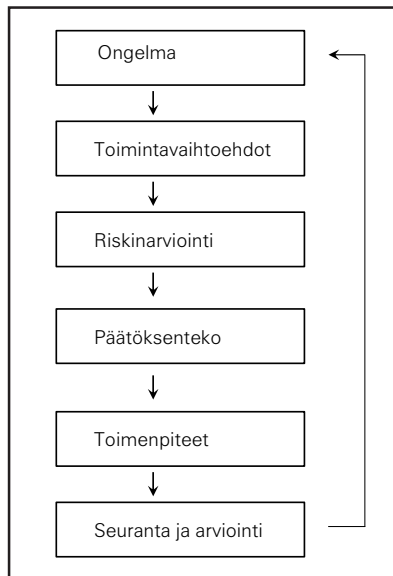 Ongelma
Toimintavaihtoehdot
Riskinarviointi
Päätöksenteko
Toimenpiteet
Seuranta ja arviointi